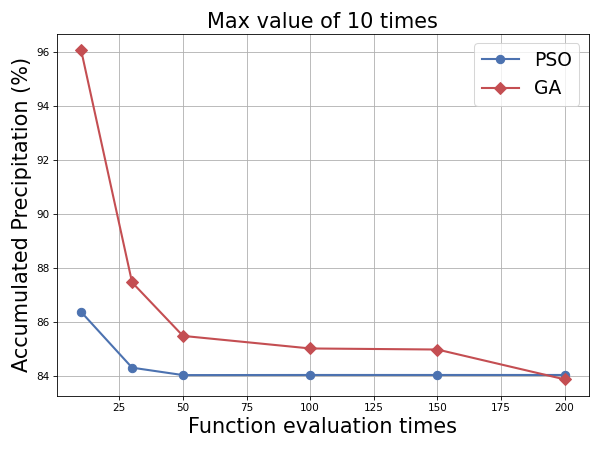 Max value of 10 times
PSO
GA
Accumulated Precipitation (%)
96
94
92
90
88
86
84
25 50 75 100 125 150 175 200
Function evaluation times